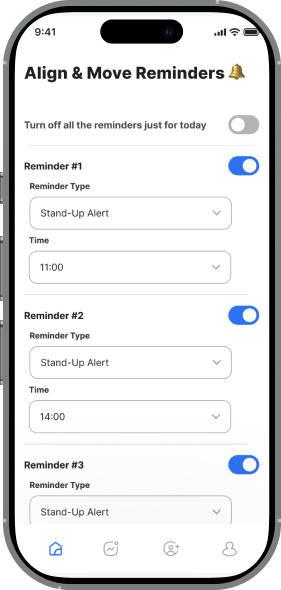 9:41
Align & Move Reminders 🔔
Turn off all the reminders just for today
Reminder #1
Reminder Type
Stand-Up Alert
Time
11:00
Reminder #2
Reminder Type
Stand-Up Alert
Time
14:00
Reminder #3
Reminder Type
Stand-Up Alert